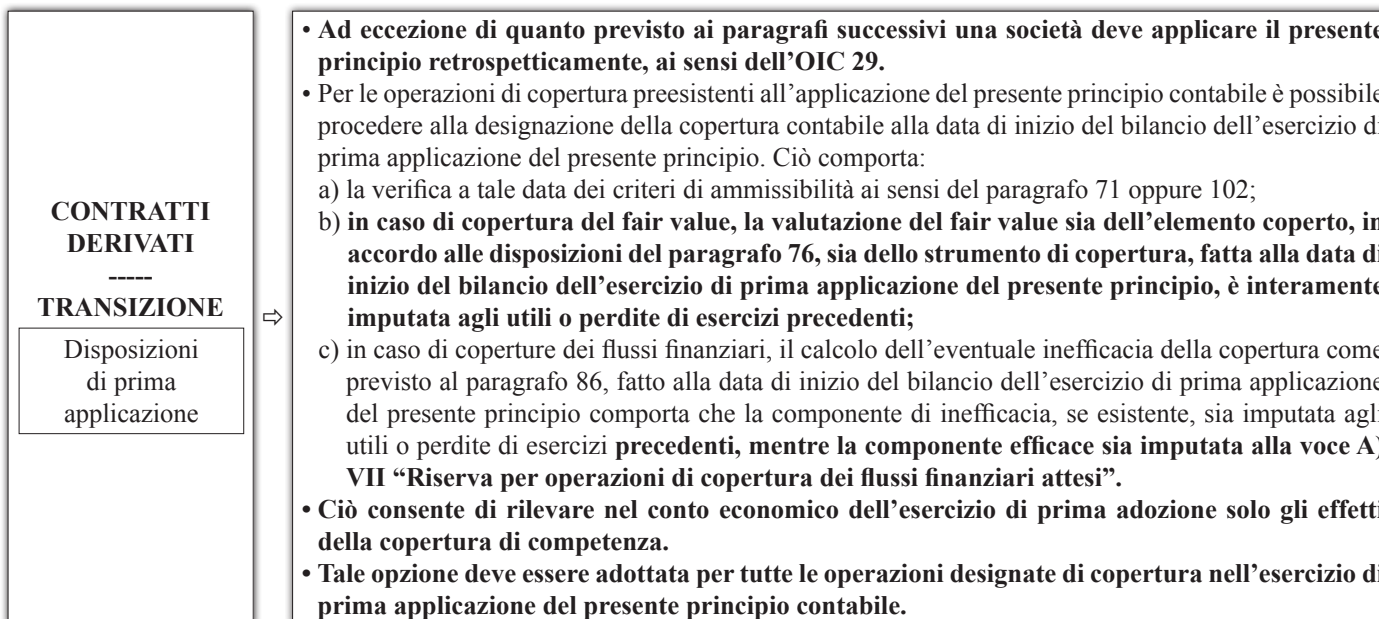 CONTRATTI
DERIVATI
-----
TRANSIZIONE
Disposizioni
di prima
applicazione
⇨
• Ad eccezione di quanto previsto ai paragrafi successivi una società deve applicare il presente
principio retrospetticamente, ai sensi dell’OIC 29.
• Per le operazioni di copertura preesistenti all’applicazione del presente principio contabile è possibile
procedere alla designazione della copertura contabile alla data di inizio del bilancio dell’esercizio di
prima applicazione del presente principio. Ciò comporta:
a) la verifica a tale data dei criteri di ammissibilità ai sensi del paragrafo 71 oppure 102;
b) in caso di copertura del fair value, la valutazione del fair value sia dell’elemento coperto, in
accordo alle disposizioni del paragrafo 76, sia dello strumento di copertura, fatta alla data di
inizio del bilancio dell’esercizio di prima applicazione del presente principio, è interamente
imputata agli utili o perdite di esercizi precedenti;
c) in caso di coperture dei flussi finanziari, il calcolo dell’eventuale inefficacia della copertura come
previsto al paragrafo 86, fatto alla data di inizio del bilancio dell’esercizio di prima applicazione
del presente principio comporta che la componente di inefficacia, se esistente, sia imputata agli
utili o perdite di esercizi precedenti, mentre la componente efficace sia imputata alla voce A)
VII “Riserva per operazioni di copertura dei flussi finanziari attesi”.
• Ciò consente di rilevare nel conto economico dell’esercizio di prima adozione solo gli effetti
della copertura di competenza.
• Tale opzione deve essere adottata per tutte le operazioni designate di copertura nell’esercizio di
prima applicazione del presente principio contabile.